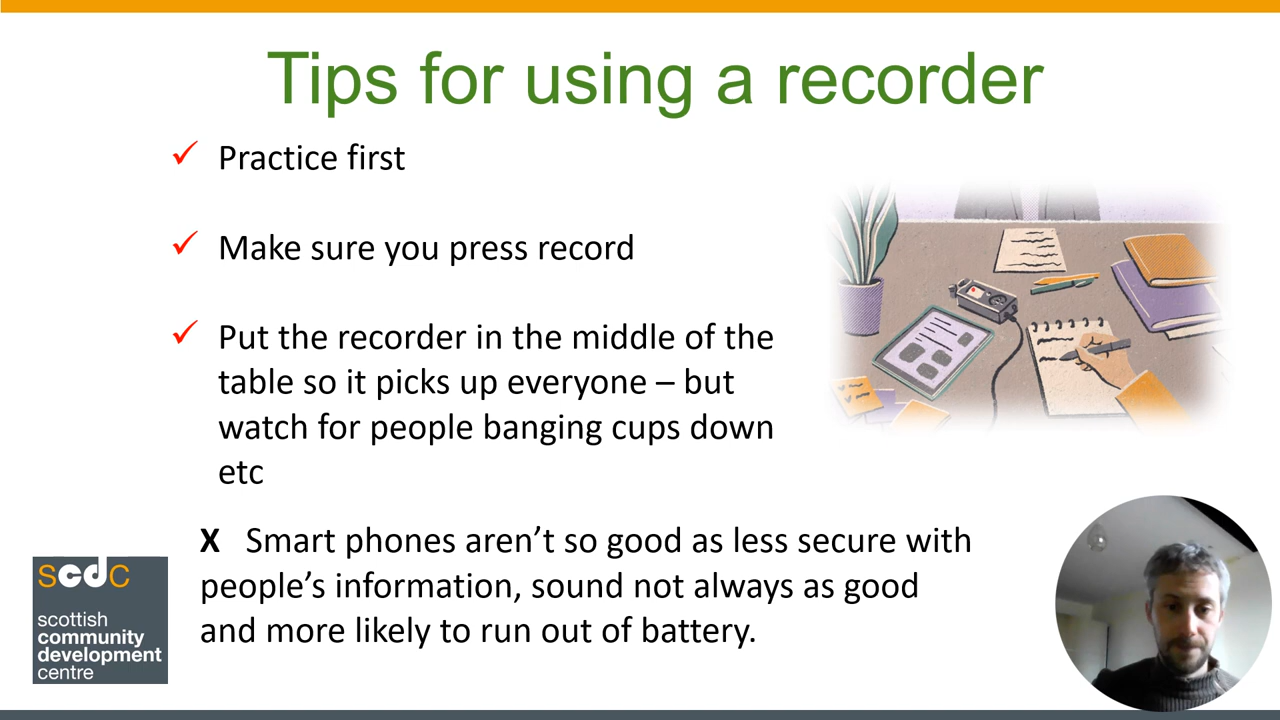 Tips for using a recorder
✓ Practice first
✓ Make sure you press record
✓ Put the recorder in the middle of the
table so it picks up everyone – but
watch for people banging cups down
etc
X Smart phones aren’t so good as less secure with
people’s information, sound not always as good
and more likely to run out of battery.
scdc
scottish
community
development
centre